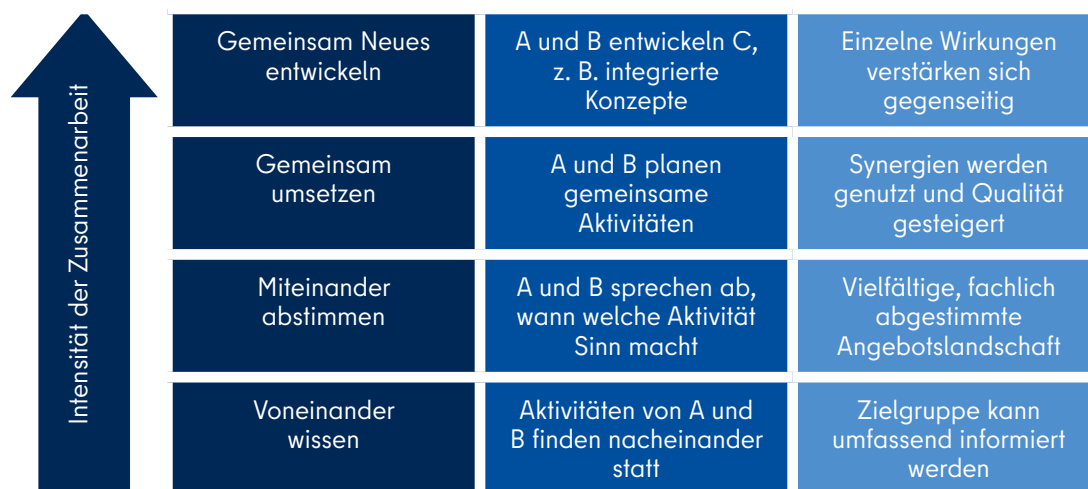 Intensität der Zusammenarbeit
Gemeinsam Neues
entwickeln
A und B entwickeln C,
z. B. integrierte
Konzepte
Einzelne Wirkungen
verstärken sich
gegenseitig
Gemeinsam
umsetzen
A und B planen
gemeinsame
Aktivitäten
Synergien werden
genutzt und Qualität
gesteigert
Miteinander
abstimmen
A und B sprechen ab,
wann welche Aktivität
Sinn macht
Vielfältige, fachlich
abgestimmte
Angebotslandschaft
Voneinander
wissen
Aktivitäten von A und
B finden nacheinander
statt
Zielgruppe kann
umfassend informiert
werden